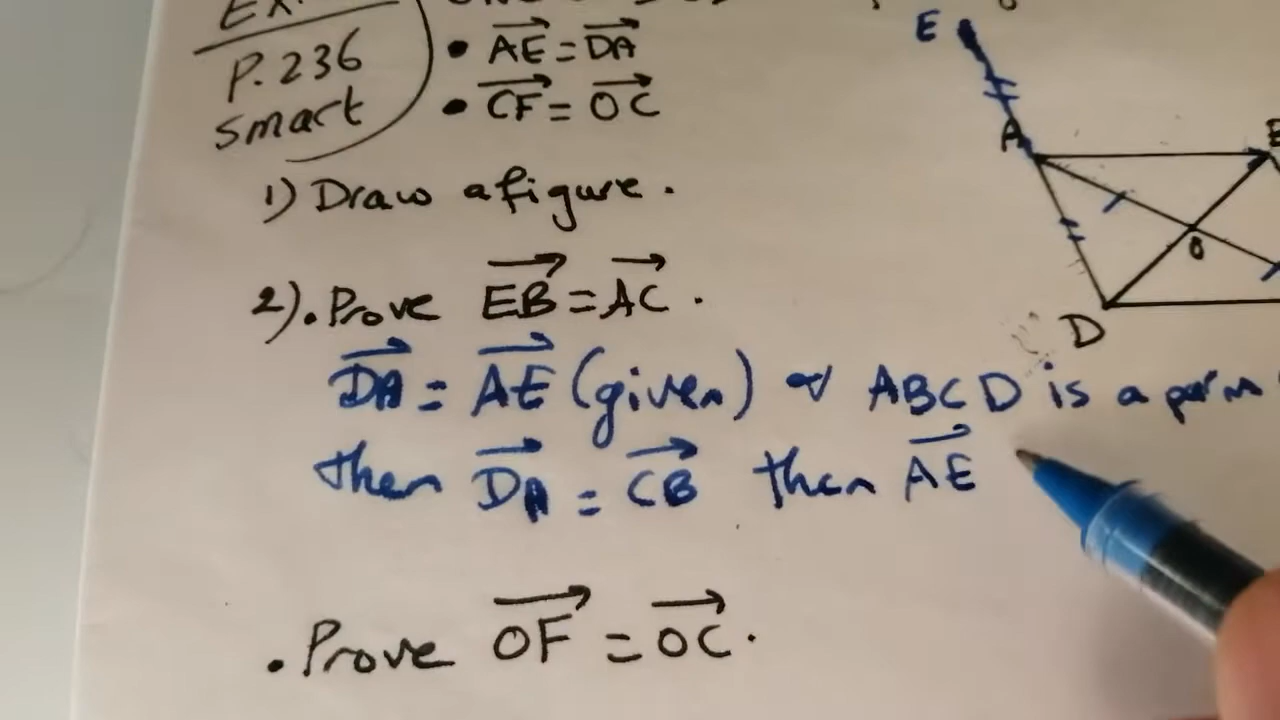 Ex.
P. 236
smart
• AE = DA
• CF = OC
1) Draw a figure.
2). Prove EB = AC.
DA = AE (given) & ABCD is a parm
then DA = CB then AE
. Prove OF = OC.
E
A
O
D